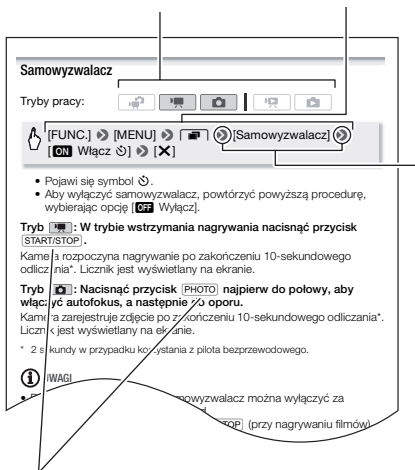 Samowyzwalacz
Tryby pracy:
[FUNC.] [MENU] [Samowyzwalacz]
[ON Włącz] [X]
• Pojawi się symbol.
• Aby wyłączyć samowyzwalacz, powtórzyć powyższą procedurę,
wybierając opcję [OFF Wyłącz].
Tryb : W trybie wstrzymania nagrywania nacisnąć przycisk
START/STOP.
Kamera rozpoczyna nagrywanie po zakończeniu 10-sekundowego
odliczania*. Licznik jest wyświetlany na ekranie.
Tryb : Nacisnąć przycisk PHOTO najpierw do połowy, aby
włączyć autofokus, a następnie do oporu.
Kamera zarejestruje zdjęcie po zakończeniu 10-sekundowego odliczania*.
Licznik jest wyświetlany na ekranie.
* 2 sekundy w przypadku korzystania z pilota bezprzewodowego.
UWAGI
samowyzwalacz można wyłączyć za
(przy nagrywaniu filmów)